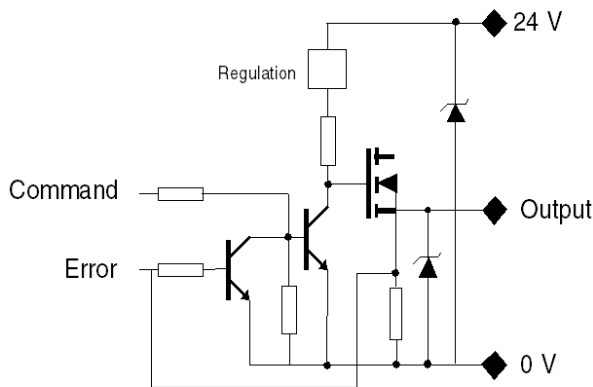 24 V
Regulation
Command
Output
Error
0 V